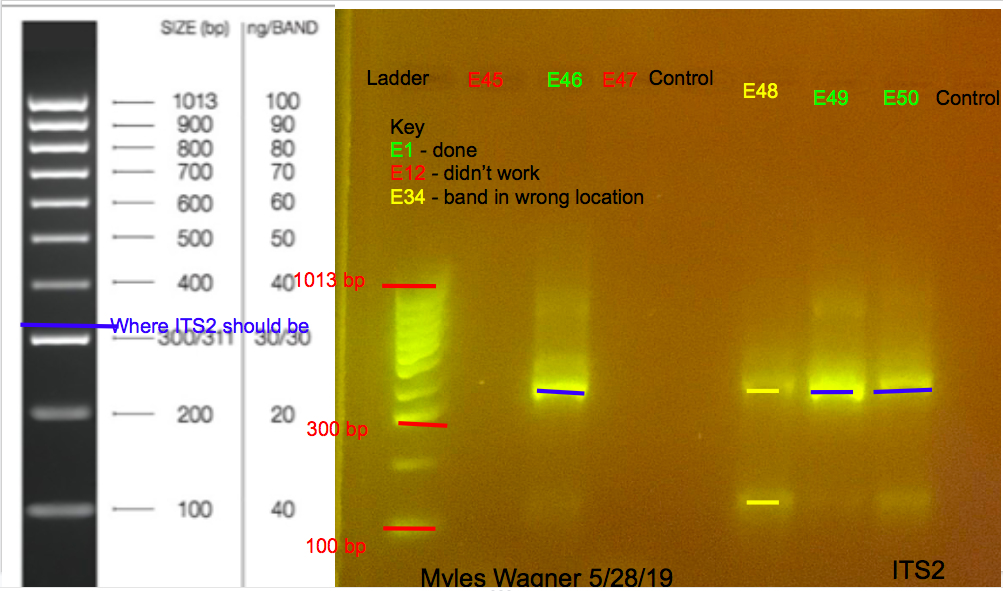 SIZE (bp) ng/BAND
1013 100
900 90
800 80
700 70
600 60
500 50
400 40
Where ITS2 should be
300/311 30/30
200 20
100 40
Ladder E45 E46 E47 Control E48 E49 E50 Control
Key
E1 - done
E12 - didn't work
E34 - band in wrong location
1013 bp
300 bp
100 bp
Myles Wagner 5/28/19
ITS2